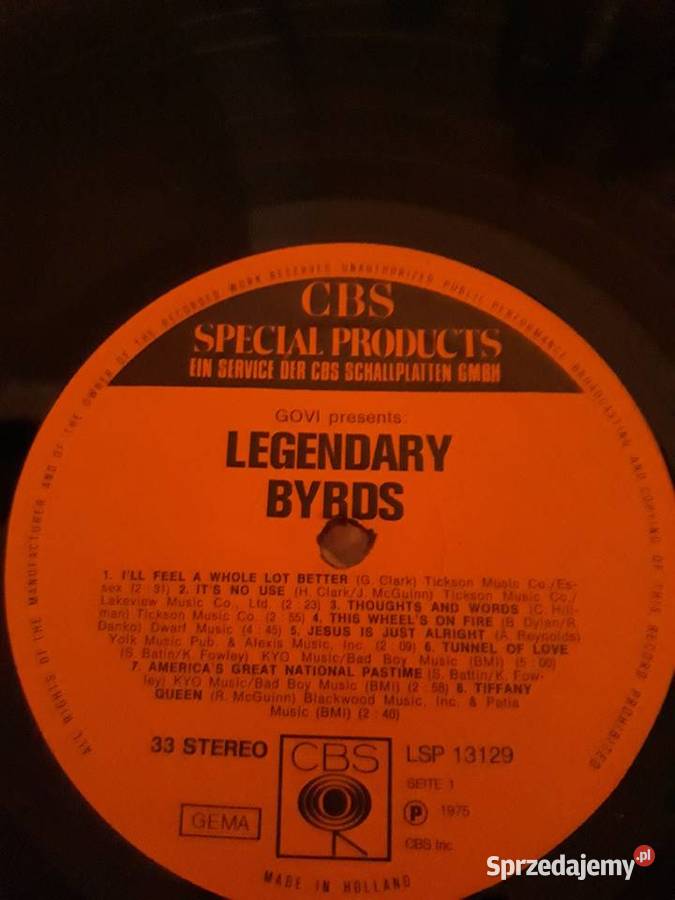 ALL RIGHTS OF THE MANUFACTURER, AND OF THE OWNER OF THE RECORDED WORK RESERVED UNAUTHORIZED PUBLIC PERFORMANCE BROADCASTING AND COPYING OF THIS RECORD PROHIBITED
CBS
SPECIAL PRODUCTS
EIN SERVICE DER CBS SCHALLPLATTEN GMBH
GOVI presents:
LEGENDARY
BYRDS
1. I'LL FEEL A WHOLE LOT BETTER (G. Clark) Tickson Music Co./Es-
sex (2:31) 2. IT'S NO USE (H. Clark/J. McGuinn) Tickson Music Co./
Lakeview Music Co., Ltd. (2:23) 3. THOUGHTS AND WORDS (C. Hill-
man) Tickson Music Co. (2:55) 4. THIS WHEEL'S ON FIRE (B. Dylan/R.
Danko) Dwarf Music (4:45) 5. JESUS IS JUST ALRIGHT (A. Reynolds)
Yolk Music Pub. & Alexis Music, Inc. (2:09) 6. TUNNEL OF LOVE
(S. Batin/K. Fowley) KYO Music/Bad Boy Music (BMI) (5:00)
7. AMERICA'S GREAT NATIONAL PASTIME (S. Battin/K. Fow-
ley) KYO Music/Bad Boy Music (BMI) (2:58) 8. TIFFANY
QUEEN (R. McGuinn) Blackwood Music, Inc. & Patia
Music (BMI) (2:40)
33 STEREO
CBS
LSP 13129
SEITE 1
GEMA
P 1975
CBS Inc.
MADE IN HOLLAND
Sprzedajemy.pl